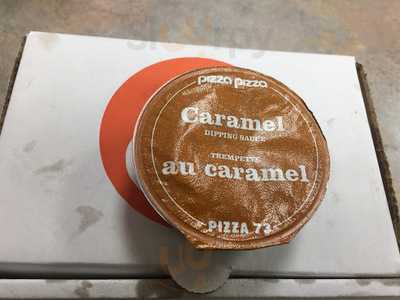 pizza pizza
Caramel
DIPPING SAUCE
TREMPETTE
au caramel
PIZZA 73